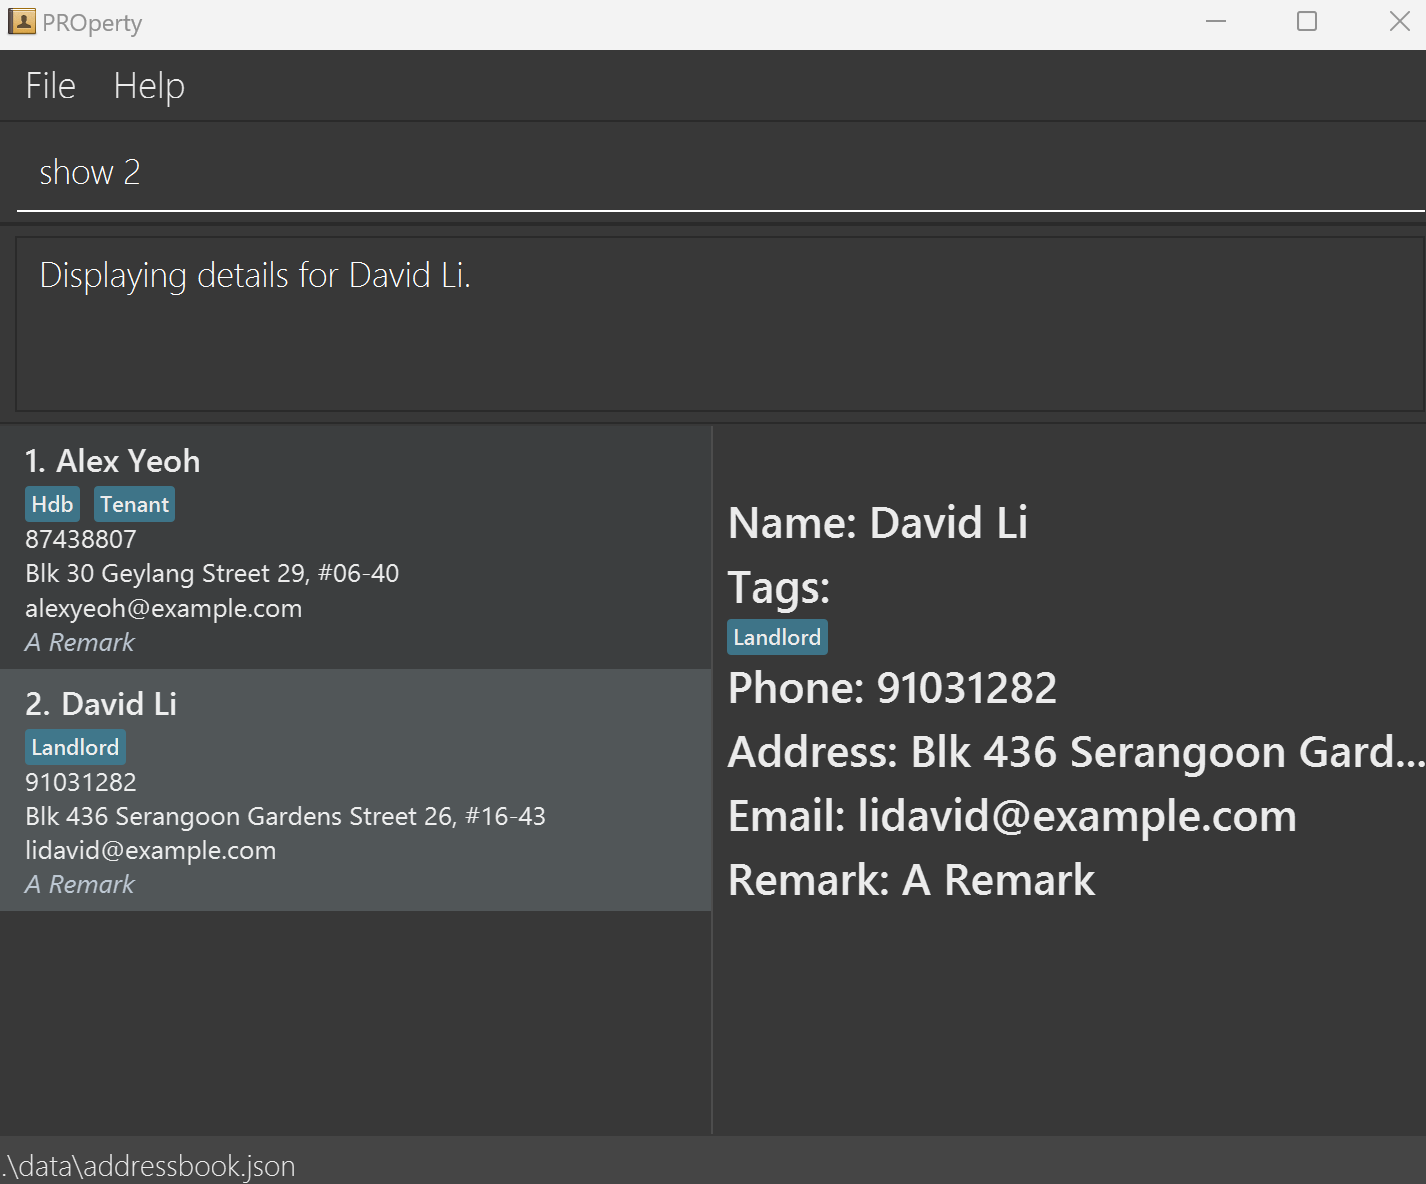 PROperty
File Help
show 2
Displaying details for David Li.
1. Alex Yeoh
Hdb Tenant
87438807
Blk 30 Geylang Street 29, #06-40
alexyeoh@example.com
A Remark
2. David Li
Landlord
91031282
Blk 436 Serangoon Gardens Street 26, #16-43
lidavid@example.com
A Remark
Name: David Li
Tags:
Landlord
Phone: 91031282
Address: Blk 436 Serangoon Gard...
Email: lidavid@example.com
Remark: A Remark
.\data\addressbook.json